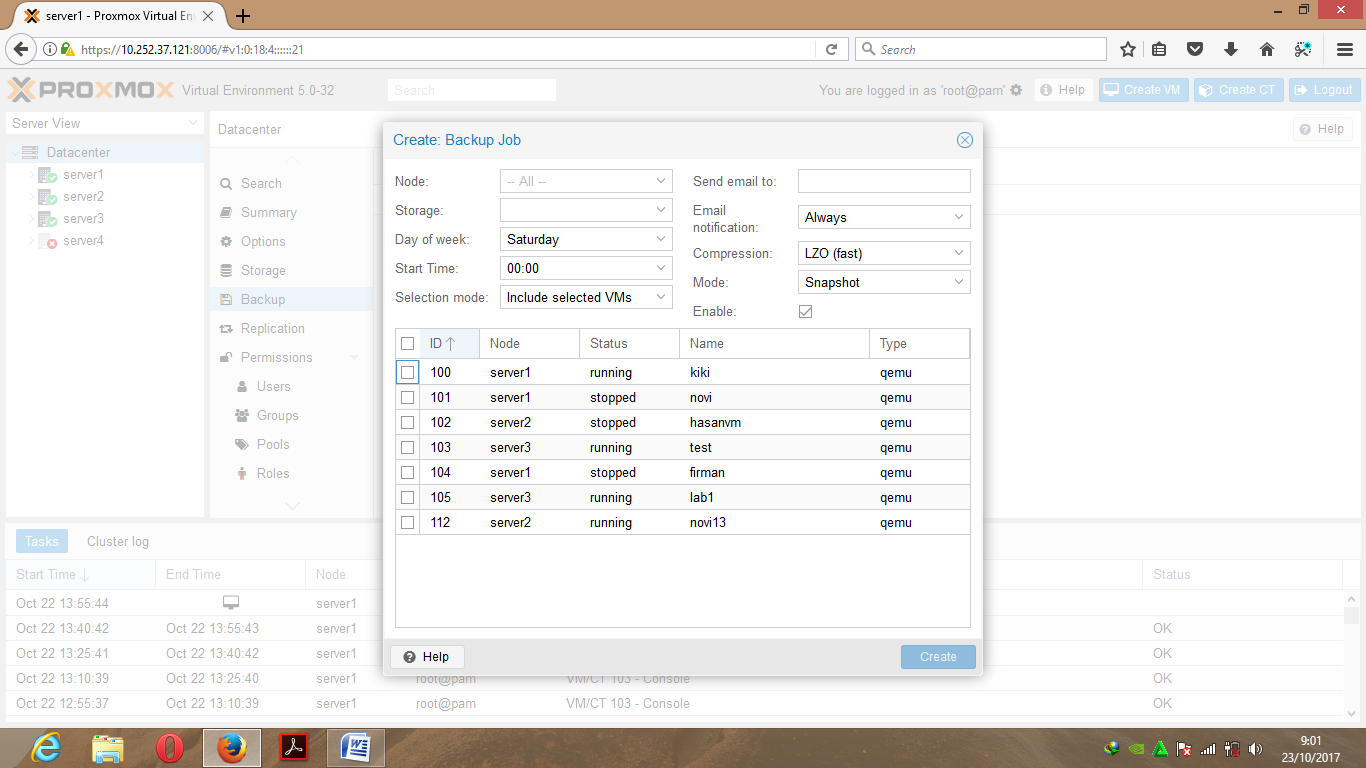 server1 - Proxmox Virtual En
https://10.252.37.121:8006/#v1:0:18:4::::::21
Search
PROXMOX Virtual Environment 5.0-32
Search
You are logged in as 'root@pam'
Help
Create VM
Create CT
Logout
Server View
Datacenter
server1
server2
server3
server4
Datacenter
Help
Search
Summary
Options
Storage
Backup
Replication
Permissions
Users
Groups
Pools
Roles
Create: Backup Job
Node: -- All --
Storage:
Day of week: Saturday
Start Time: 00:00
Selection mode: Include selected VMs
Send email to:
Email
notification: Always
Compression: LZO (fast)
Mode: Snapshot
Enable:
ID Node Status Name Type
100 server1 running kiki qemu
101 server1 stopped novi qemu
102 server2 stopped hasanvm qemu
103 server3 running test qemu
104 server1 stopped firman qemu
105 server3 running lab1 qemu
112 server2 running novi13 qemu
Help
Create
Tasks Cluster log
Start Time End Time Node Status
Oct 22 13:55:44 server1
Oct 22 13:40:42 Oct 22 13:55:43 server1 OK
Oct 22 13:25:41 Oct 22 13:40:42 server1 OK
Oct 22 13:10:39 Oct 22 13:25:40 server1 root@pam VM/CT 103 - Console OK
Oct 22 12:55:37 Oct 22 13:10:39 server1 root@pam VM/CT 103 - Console OK
9:01
23/10/2017